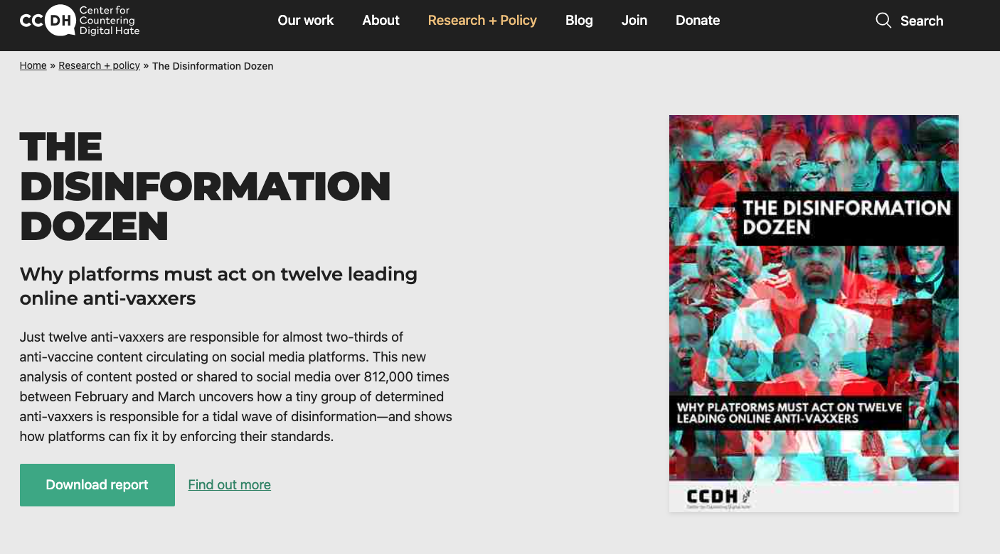 CC DH Center for
Countering
Digital Hate
Our work About Research + Policy Blog Join Donate Search
Home » Research + policy » The Disinformation Dozen
THE
DISINFORMATION
DOZEN
Why platforms must act on twelve leading
online anti-vaxxers
Just twelve anti-vaxxers are responsible for almost two-thirds of
anti-vaccine content circulating on social media platforms. This new
analysis of content posted or shared to social media over 812,000 times
between February and March uncovers how a tiny group of determined
anti-vaxxers is responsible for a tidal wave of disinformation—and shows
how platforms can fix it by enforcing their standards.
Download report Find out more
THE DISINFORMATION
DOZEN
WHY PLATFORMS MUST ACT ON TWELVE
LEADING ONLINE ANTI-VAXXERS
CCDH